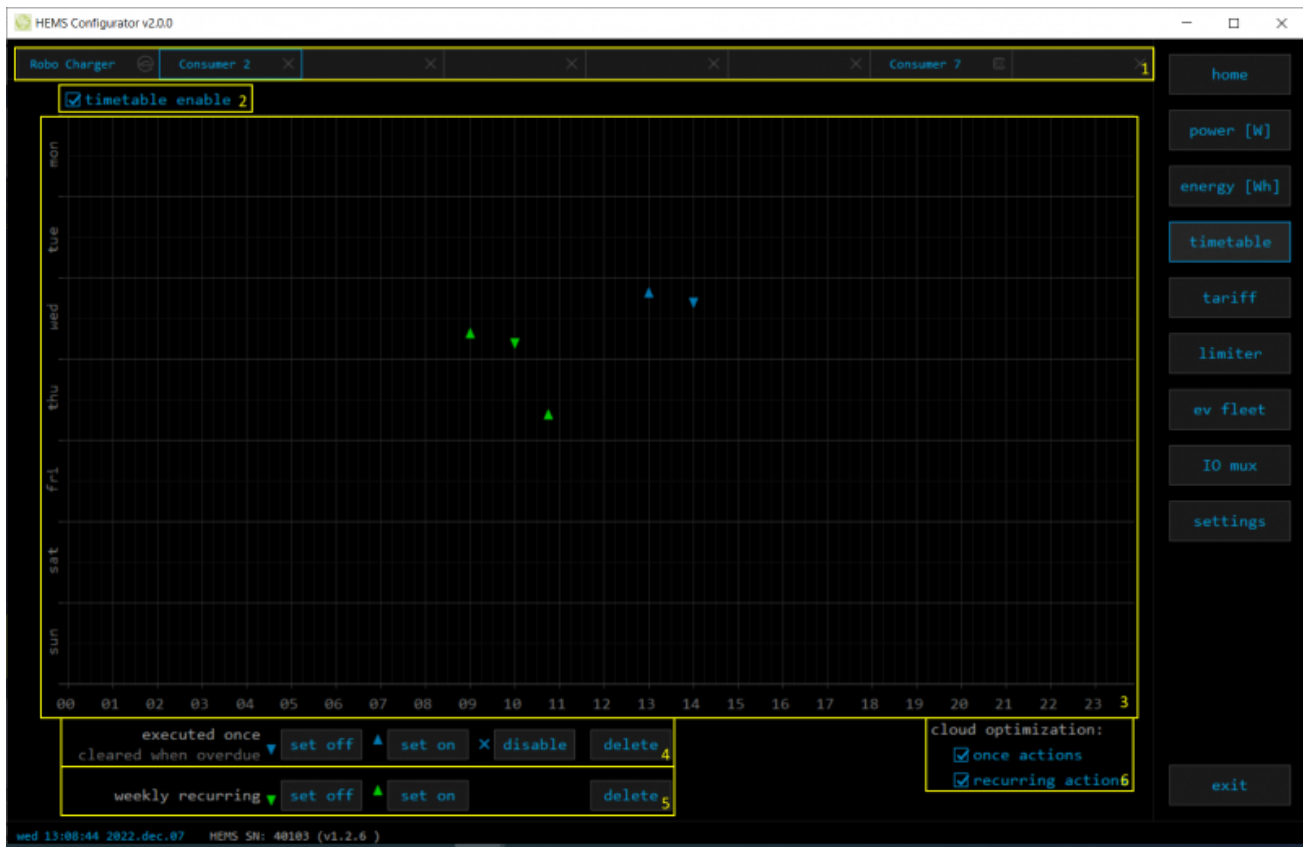 HEMS Configurator v2.0.0
Robo Charger Consumer 2 Consumer 7 1
home
timetable enable 2
power [W]
energy [Wh]
timetable
tariff
limiter
ev fleet
IO mux
settings
exit
mon
tue
wed
thu
fri
sat
sun
00 01 02 03 04 05 06 07 08 09 10 11 12 13 14 15 16 17 18 19 20 21 22 23 3
executed once
cleared when overdue set off set on disable delete 4
weekly recurring set off set on delete 5
cloud optimization:
once actions
recurring action 6
wed 13:08:44 2022.dec.07 HEMS SN: 40103 (v1.2.6 )